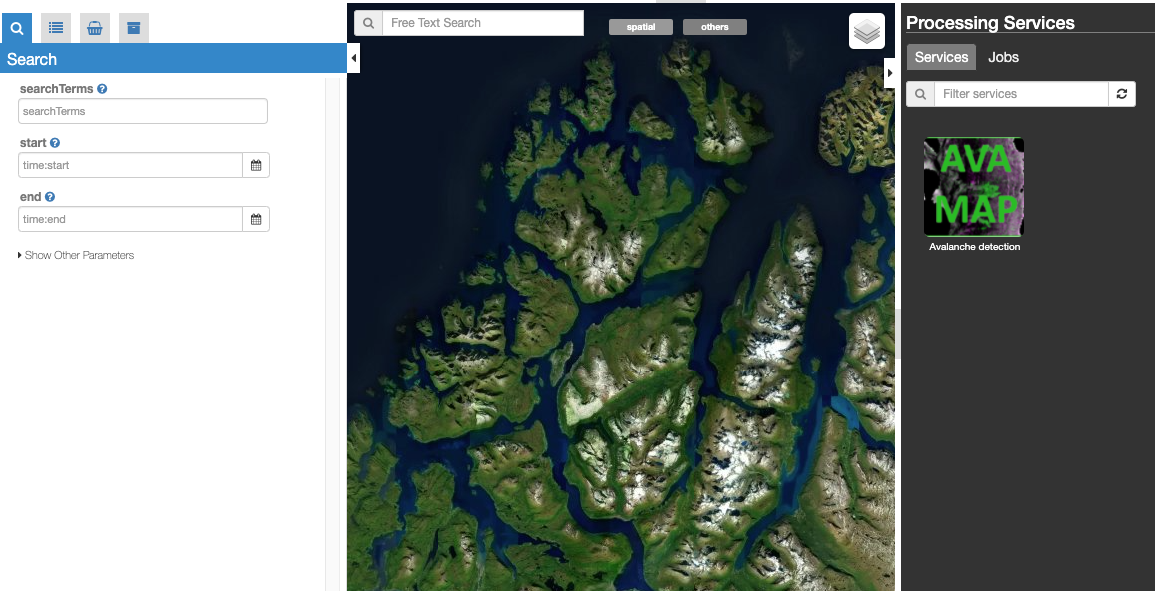 Search
searchTerms
searchTerms
start
time:start
end
time:end
Show Other Parameters
Free Text Search
spatial
others
Processing Services
Services
Jobs
Filter services
AVA
MAP
Avalanche detection